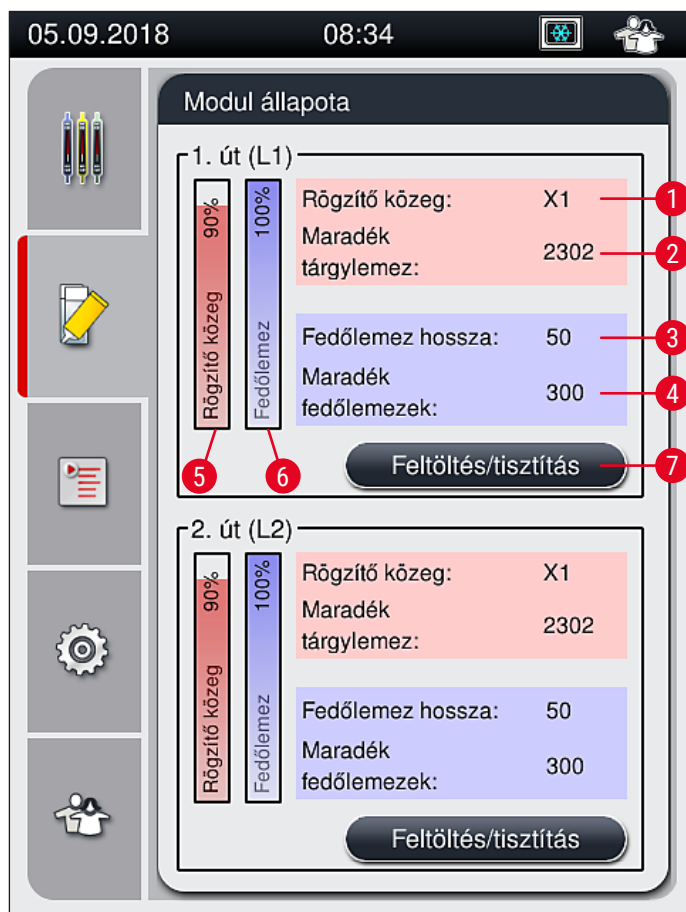 05.09.2018 08:34
Modul állapota
1. út (L1)
90%
Rögzítő közeg
100%
Fedőlemez
Rögzítő közeg: X1
Maradék
tárgylemez: 2302
Fedőlemez hossza: 50
Maradék
fedőlemezek: 300
Feltöltés/tisztítás
1
2
3
4
5
6
7
2. út (L2)
90%
Rögzítő közeg
100%
Fedőlemez
Rögzítő közeg: X1
Maradék
tárgylemez: 2302
Fedőlemez hossza: 50
Maradék
fedőlemezek: 300
Feltöltés/tisztítás